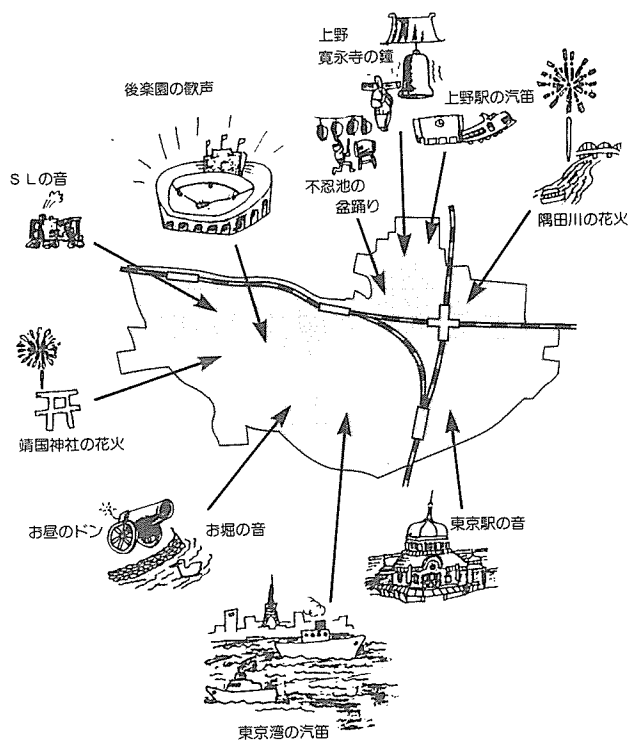 上野
寛永寺の鐘
後楽園の歓声
上野駅の汽笛
SLの音
不忍池の
盆踊り
隅田川の花火
靖国神社の花火
お昼のドン
お堀の音
東京駅の音
東京湾の汽笛